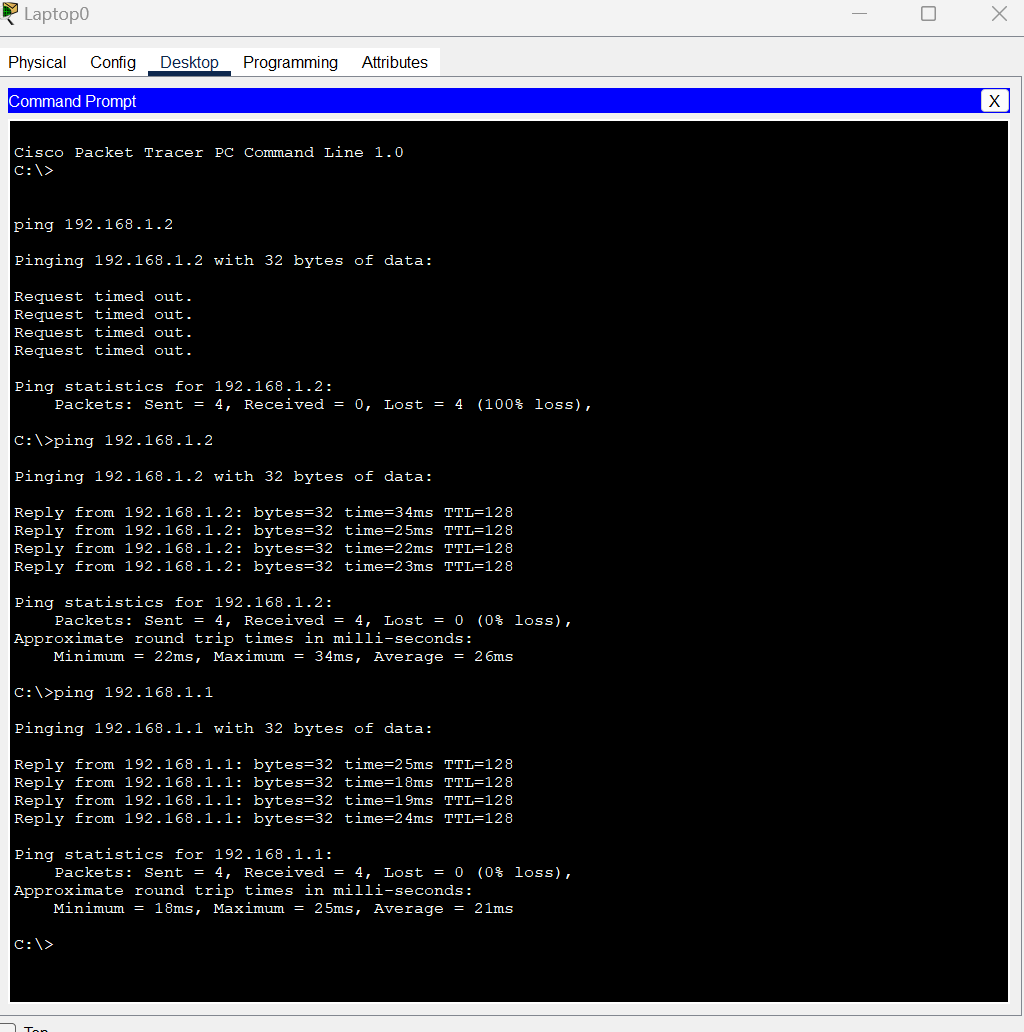 Laptop0
Physical Config Desktop Programming Attributes
Command Prompt
X
Cisco Packet Tracer PC Command Line 1.0
C:\>
ping 192.168.1.2
Pinging 192.168.1.2 with 32 bytes of data:
Request timed out.
Request timed out.
Request timed out.
Request timed out.
Ping statistics for 192.168.1.2:
    Packets: Sent = 4, Received = 0, Lost = 4 (100% loss),
C:\>ping 192.168.1.2
Pinging 192.168.1.2 with 32 bytes of data:
Reply from 192.168.1.2: bytes=32 time=34ms TTL=128
Reply from 192.168.1.2: bytes=32 time=25ms TTL=128
Reply from 192.168.1.2: bytes=32 time=22ms TTL=128
Reply from 192.168.1.2: bytes=32 time=23ms TTL=128
Ping statistics for 192.168.1.2:
    Packets: Sent = 4, Received = 4, Lost = 0 (0% loss),
Approximate round trip times in milli-seconds:
    Minimum = 22ms, Maximum = 34ms, Average = 26ms
C:\>ping 192.168.1.1
Pinging 192.168.1.1 with 32 bytes of data:
Reply from 192.168.1.1: bytes=32 time=25ms TTL=128
Reply from 192.168.1.1: bytes=32 time=18ms TTL=128
Reply from 192.168.1.1: bytes=32 time=19ms TTL=128
Reply from 192.168.1.1: bytes=32 time=24ms TTL=128
Ping statistics for 192.168.1.1:
    Packets: Sent = 4, Received = 4, Lost = 0 (0% loss),
Approximate round trip times in milli-seconds:
    Minimum = 18ms, Maximum = 25ms, Average = 21ms
C:\>